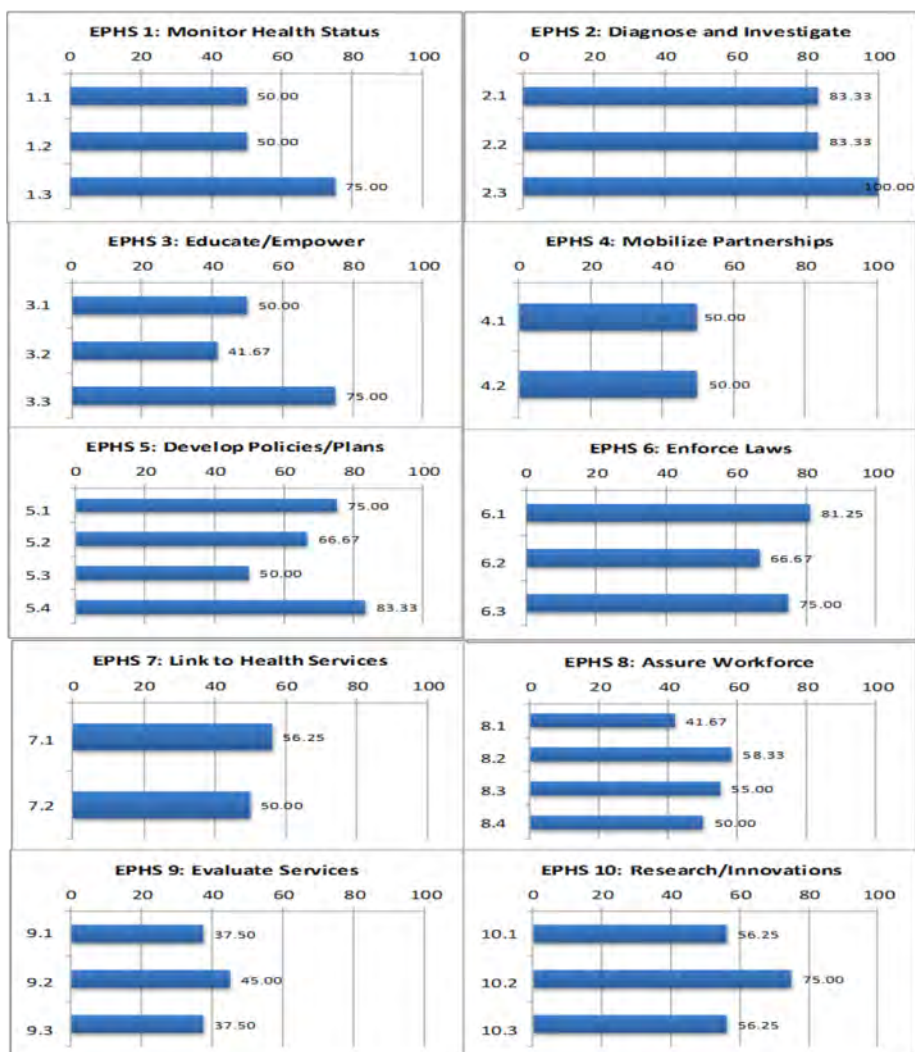 EPHS 1: Monitor Health Status
0 20 40 60 80 100
1.1 50.00
1.2 50.00
1.3 75.00
EPHS 2: Diagnose and Investigate
0 20 40 60 80 100
2.1 83.33
2.2 83.33
2.3 100.00
EPHS 3: Educate/Empower
0 20 40 60 80 100
3.1 50.00
3.2 41.67
3.3 75.00
EPHS 4: Mobilize Partnerships
0 20 40 60 80 100
4.1 50.00
4.2 50.00
EPHS 5: Develop Policies/Plans
0 20 40 60 80 100
5.1 75.00
5.2 66.67
5.3 50.00
5.4 83.33
EPHS 6: Enforce Laws
0 20 40 60 80 100
6.1 81.25
6.2 66.67
6.3 75.00
EPHS 7: Link to Health Services
0 20 40 60 80 100
7.1 56.25
7.2 50.00
EPHS 8: Assure Workforce
0 20 40 60 80 100
8.1 41.67
8.2 58.33
8.3 55.00
8.4 50.00
EPHS 9: Evaluate Services
0 20 40 60 80 100
9.1 37.50
9.2 45.00
9.3 37.50
EPHS 10: Research/Innovations
0 20 40 60 80 100
10.1 56.25
10.2 75.00
10.3 56.25